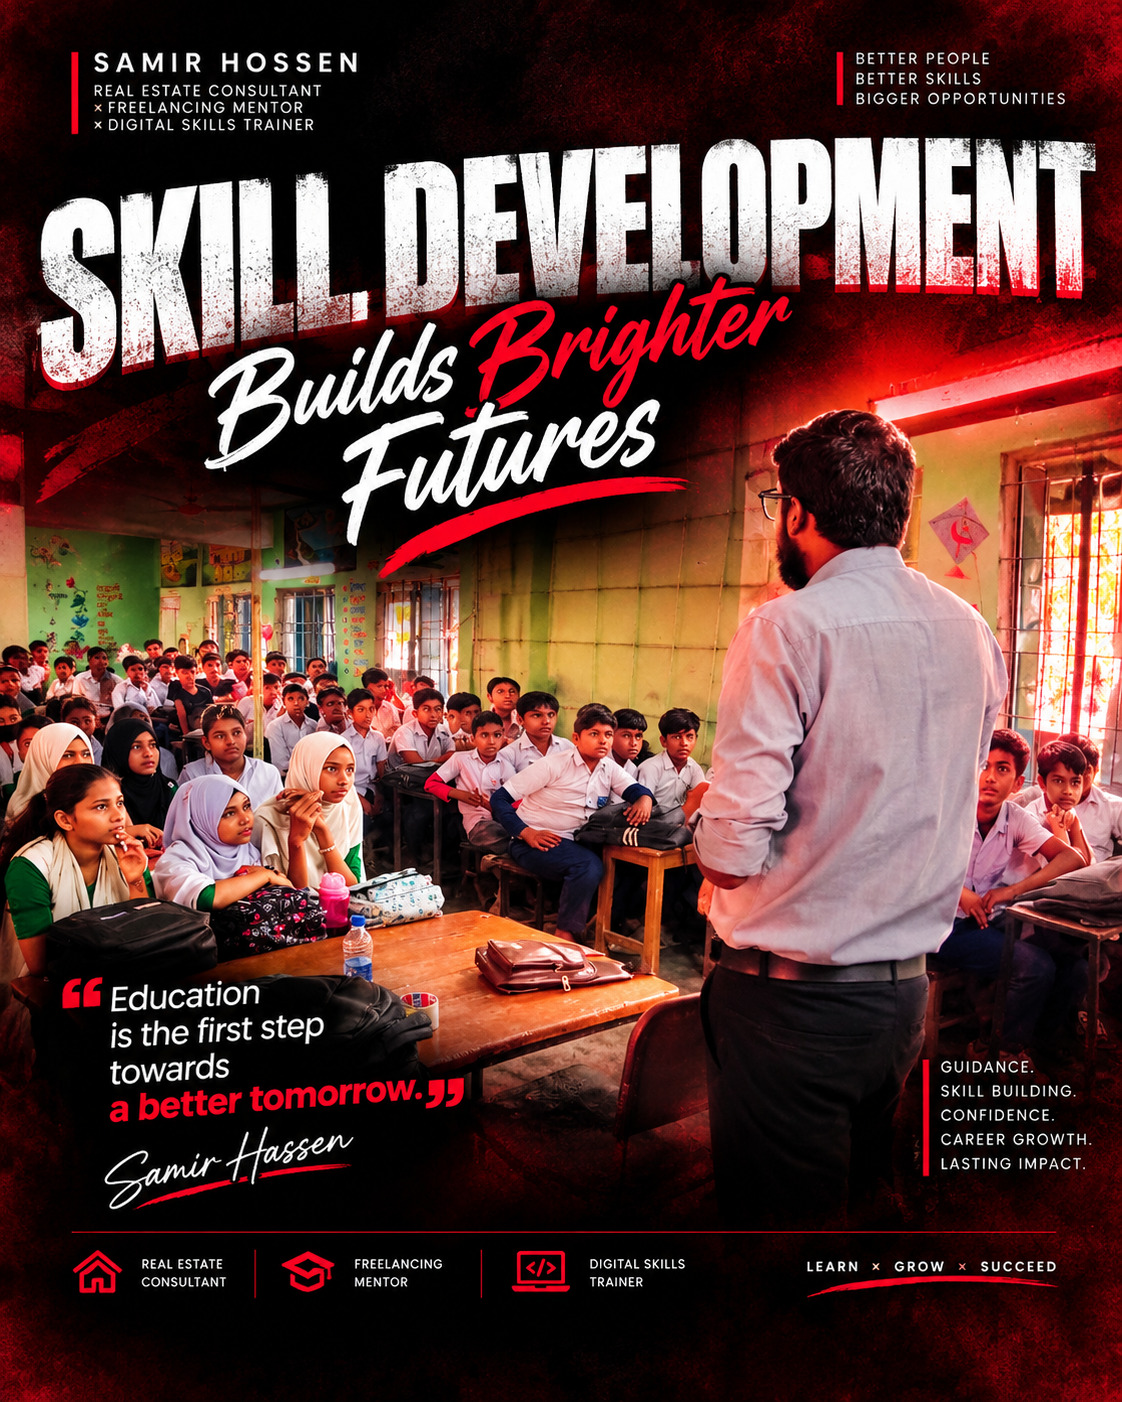 SAMIR HOSSEN
REAL ESTATE CONSULTANT
× FREELANCING MENTOR
× DIGITAL SKILLS TRAINER
BETTER PEOPLE
BETTER SKILLS
BIGGER OPPORTUNITIES
SKILL DEVELOPMENT
Builds Brighter
Futures
“Education
is the first step
towards
a better tomorrow.”
Samir Hassen
GUIDANCE.
SKILL BUILDING.
CONFIDENCE.
CAREER GROWTH.
LASTING IMPACT.
REAL ESTATE
CONSULTANT
FREELANCING
MENTOR
</> DIGITAL SKILLS
TRAINER
LEARN × GROW × SUCCEED